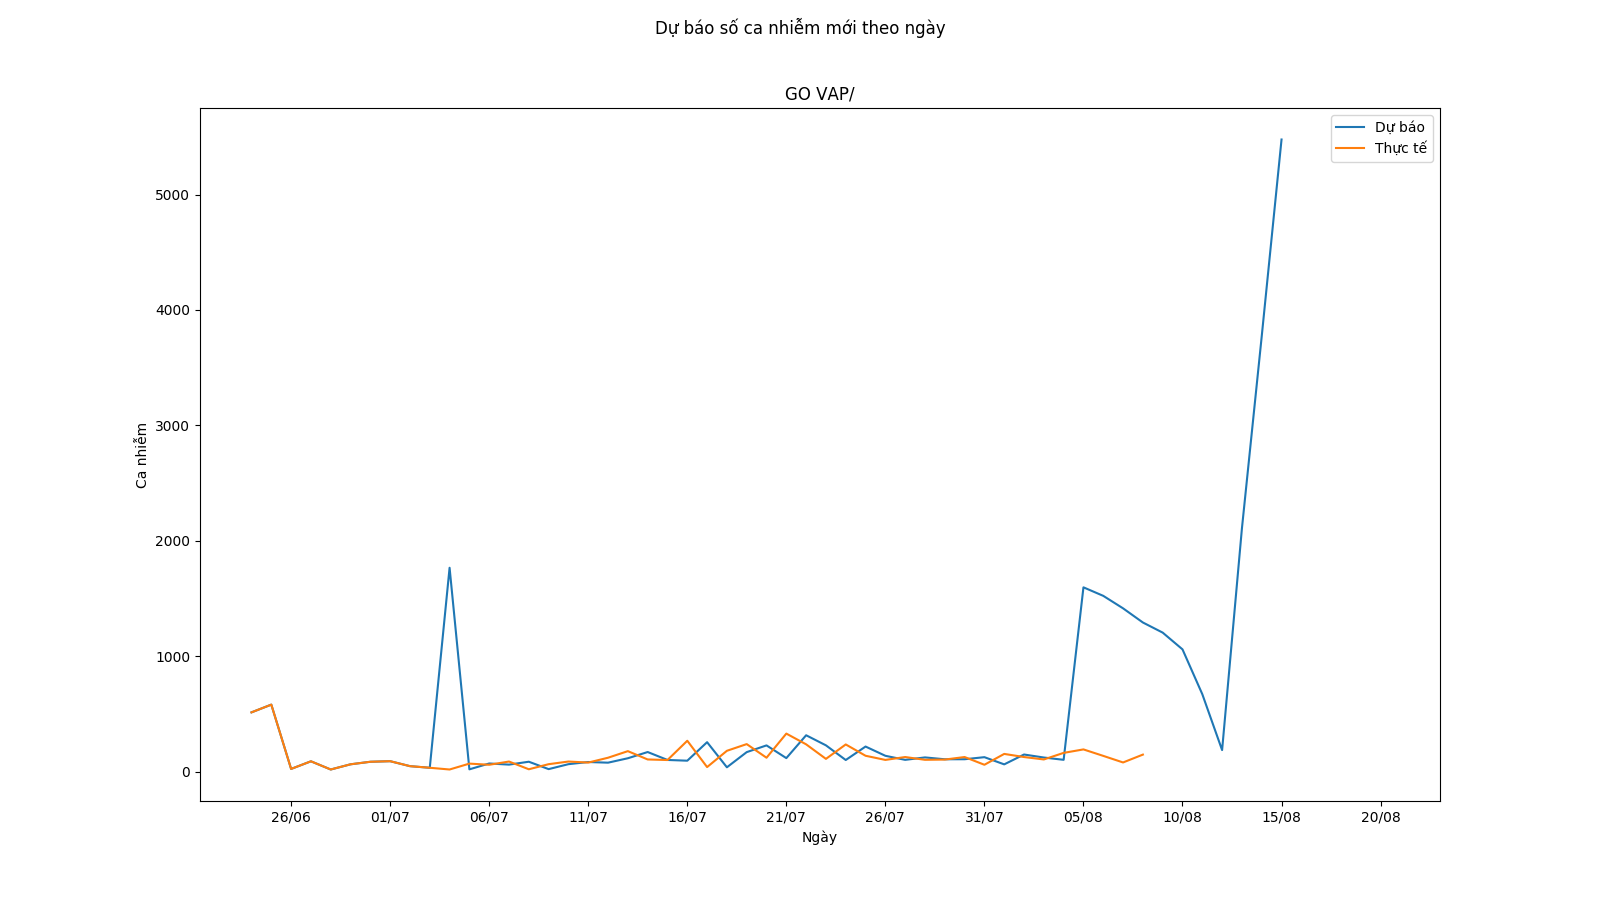 Dự báo số ca nhiễm mới theo ngày
GO VAP/
Dự báo
Thực tế
5000
4000
3000
2000
1000
0
Ca nhiễm
26/06 01/07 06/07 11/07 16/07 21/07 26/07 31/07 05/08 10/08 15/08 20/08
Ngày